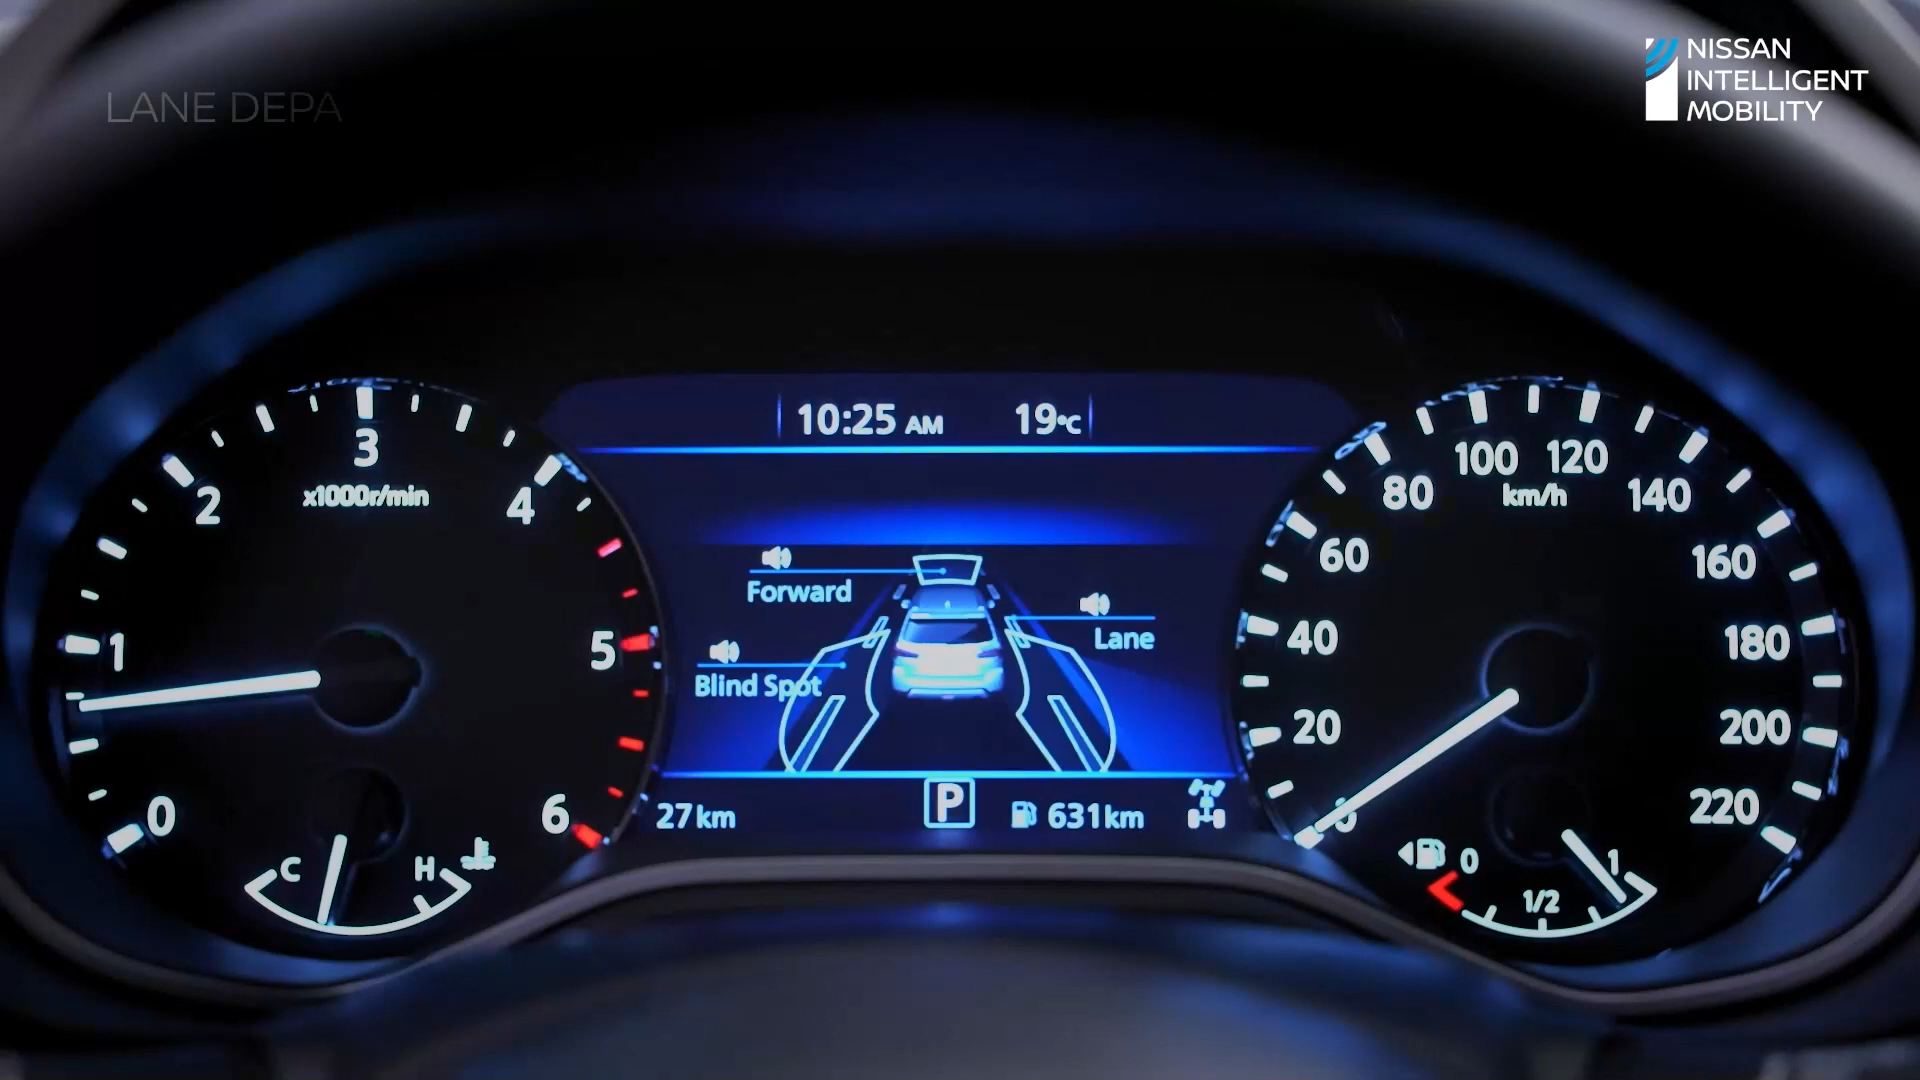 LANE DEPA
NISSAN
INTELLIGENT
MOBILITY
10:25 AM 19°C
3
x1000r/min
2
4
1
5
0
6
C H
Forward
Lane
Blind Spot
27km P 631km
100 120
km/h
80 140
60 160
40 180
20 200
0 220
0 1/2 1